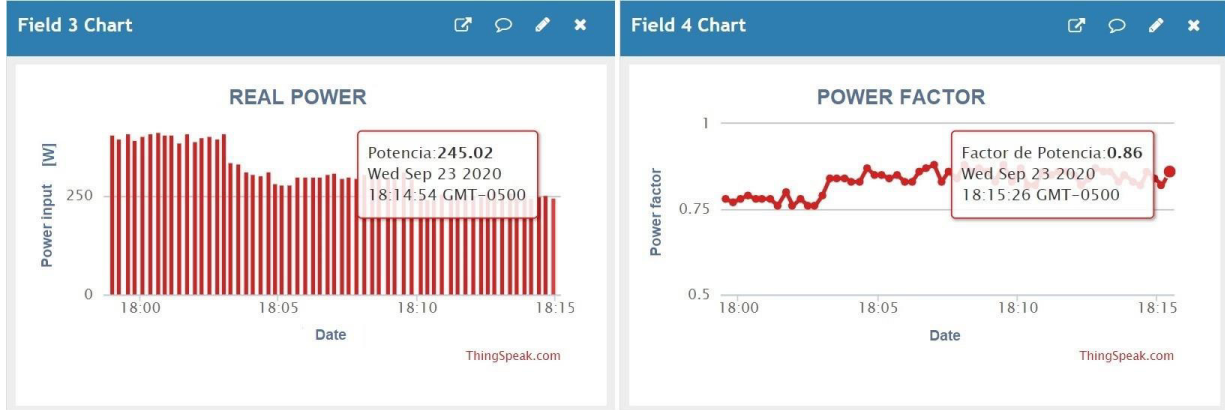 Field 3 Chart
REAL POWER
Power input [W]
250
0
Potencia:245.02
Wed Sep 23 2020
18:14:54 GMT-0500
18:00
18:05
18:10
18:15
Date
ThingSpeak.com
Field 4 Chart
POWER FACTOR
Power factor
1
0.75
0.5
Factor de Potencia:0.86
Wed Sep 23 2020
18:15:26 GMT-0500
18:00
18:05
18:10
18:15
Date
ThingSpeak.com